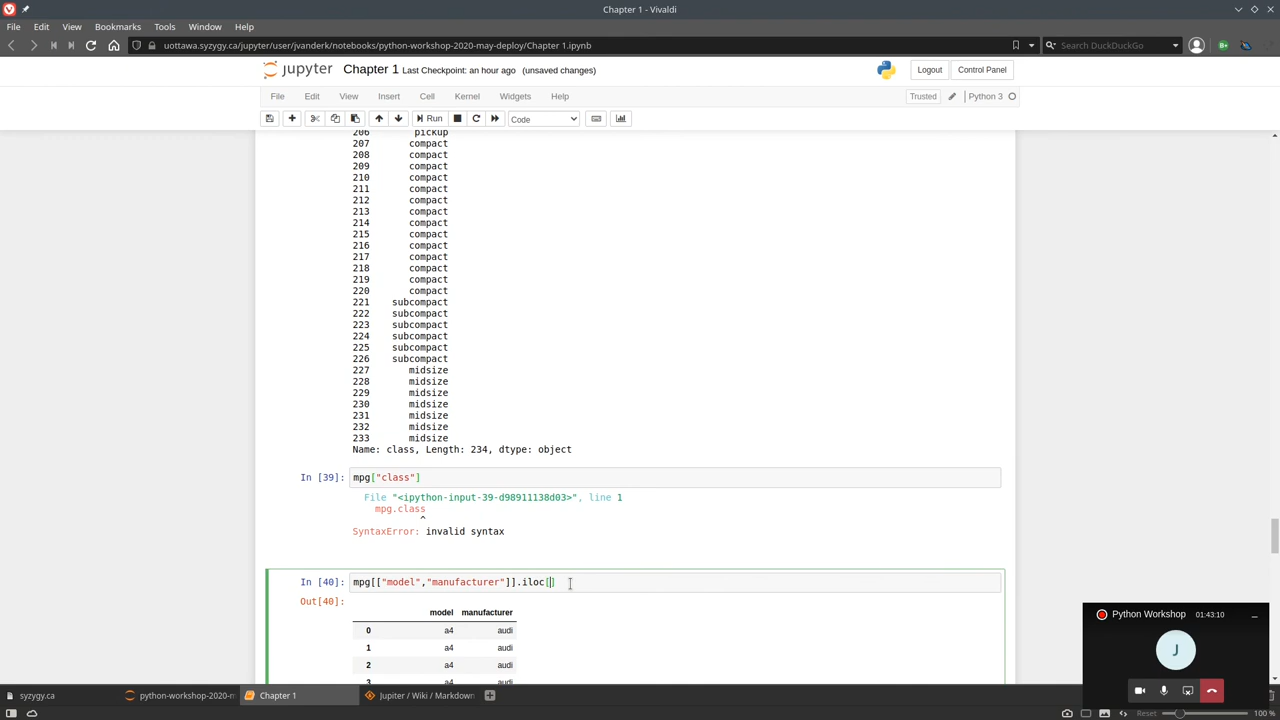 Chapter 1 - Vivaldi
File Edit View Bookmarks Tools Window Help
uottawa.syzygy.ca/jupyter/user/jvanderk/notebooks/python-workshop-2020-may-deploy/Chapter 1.ipynb
Search DuckDuckGo
jupyter Chapter 1 Last Checkpoint: an hour ago (unsaved changes)
Logout Control Panel
File Edit View Insert Cell Kernel Widgets Help
Trusted Python 3
Run Code
206 pickup
207 compact
208 compact
209 compact
210 compact
211 compact
212 compact
213 compact
214 compact
215 compact
216 compact
217 compact
218 compact
219 compact
220 compact
221 subcompact
222 subcompact
223 subcompact
224 subcompact
225 subcompact
226 subcompact
227 midsize
228 midsize
229 midsize
230 midsize
231 midsize
232 midsize
233 midsize
Name: class, Length: 234, dtype: object
In [39]: mpg["class"]
File "<ipython-input-39-d98911138d03>", line 1
mpg.class
^
SyntaxError: invalid syntax
In [40]: mpg[["model","manufacturer"]].iloc[]
Out[40]:
model manufacturer
0 a4 audi
1 a4 audi
2 a4 audi
3 a4 audi
Python Workshop 01:43:10
J
syzygy.ca
python-workshop-2020-m
Chapter 1
Jupiter / Wiki / Markdown
Reset 100 %